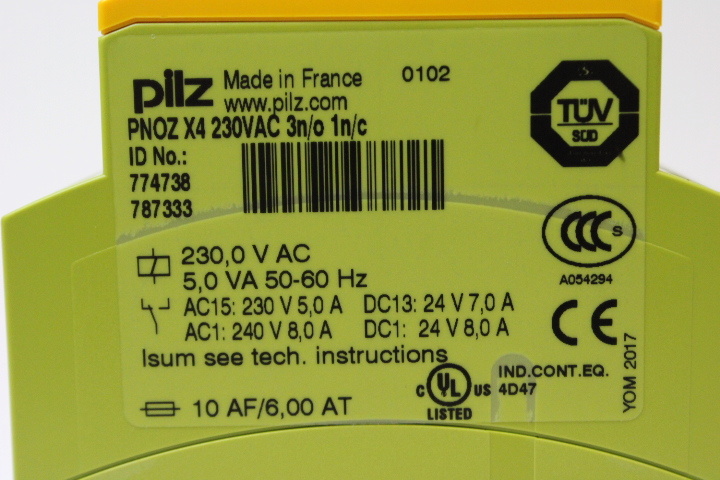 pilz Made in France 0102
www.pilz.com
PNOZ X4 230VAC 3n/o 1n/c
ID No.:
774738
787333
TÜV
SÜD
CCC S
A054294
230,0 V AC
5,0 VA 50-60 Hz
AC15: 230 V 5,0 A DC13: 24 V 7,0 A
AC1: 240 V 8,0 A DC1: 24 V 8,0 A
CE
Isum see tech. instructions
YOM 2017
10 AF/6,00 AT
C UL US
LISTED
IND.CONT.EQ.
4D47